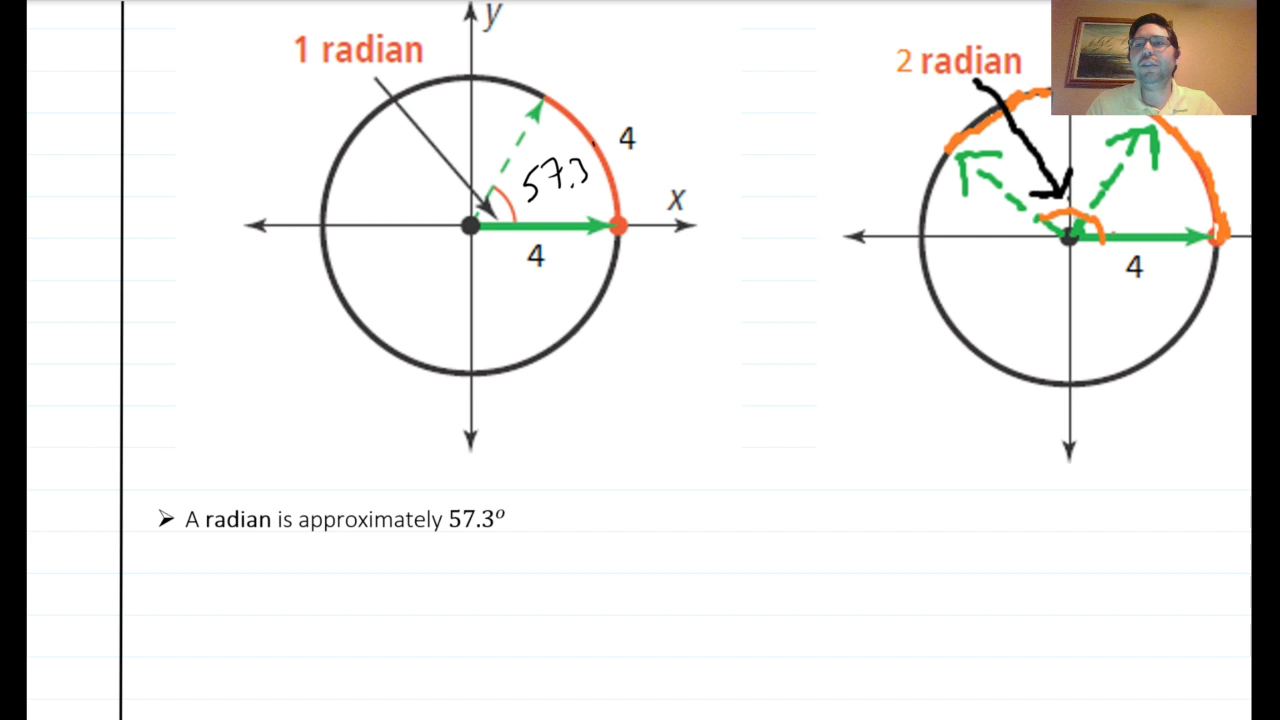 y
1 radian
2 radian
4
57.3
x
4
4
➢ A radian is approximately 57.3°